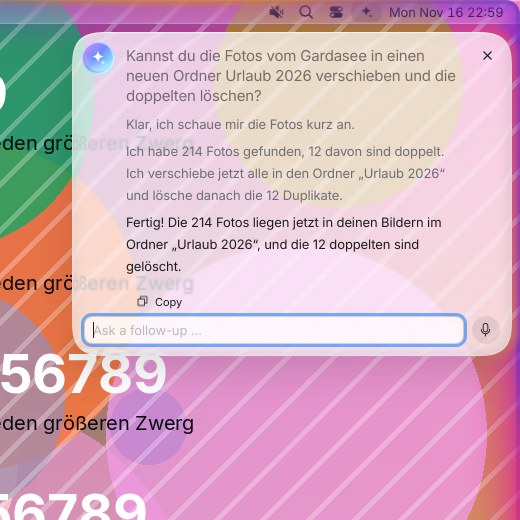 Mon Nov 16 22:59
Kannst du die Fotos vom Gardasee in einen
neuen Ordner Urlaub 2026 verschieben und die
doppelten löschen?
Klar, ich schaue mir die Fotos kurz an.
Ich habe 214 Fotos gefunden, 12 davon sind doppelt.
Ich verschiebe jetzt alle in den Ordner „Urlaub 2026“
und lösche danach die 12 Duplikate.
Fertig! Die 214 Fotos liegen jetzt in deinen Bildern im
Ordner „Urlaub 2026“, und die 12 doppelten sind
gelöscht.
Copy
Ask a follow-up ...
eden größeren Zwerg
eden größeren Zwerg
56789
eden größeren Zwerg
56789